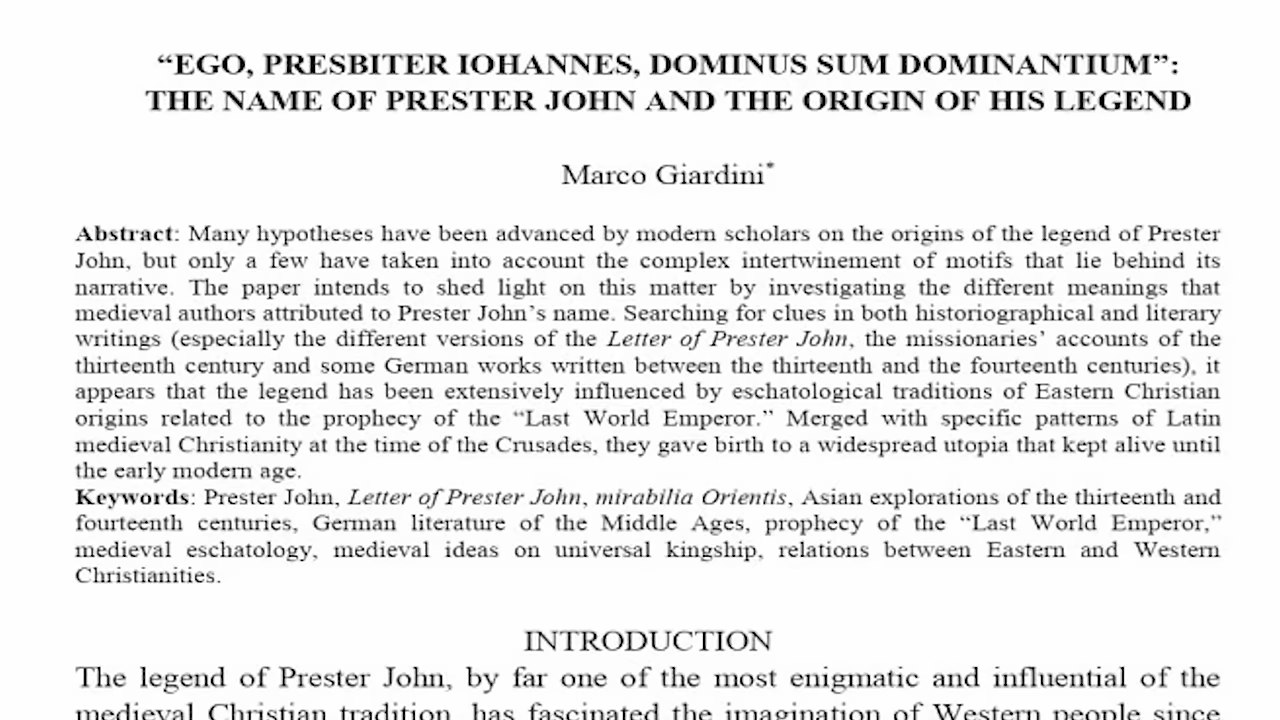 “EGO, PRESBITER IOHANNES, DOMINUS SUM DOMINANTIUM”:
THE NAME OF PRESTER JOHN AND THE ORIGIN OF HIS LEGEND
Marco Giardini*
Abstract: Many hypotheses have been advanced by modern scholars on the origins of the legend of Prester
John, but only a few have taken into account the complex intertwinement of motifs that lie behind its
narrative. The paper intends to shed light on this matter by investigating the different meanings that
medieval authors attributed to Prester John’s name. Searching for clues in both historiographical and literary
writings (especially the different versions of the Letter of Prester John, the missionaries’ accounts of the
thirteenth century and some German works written between the thirteenth and the fourteenth centuries), it
appears that the legend has been extensively influenced by eschatological traditions of Eastern Christian
origins related to the prophecy of the “Last World Emperor.” Merged with specific patterns of Latin
medieval Christianity at the time of the Crusades, they gave birth to a widespread utopia that kept alive until
the early modern age.
Keywords: Prester John, Letter of Prester John, mirabilia Orientis, Asian explorations of the thirteenth and
fourteenth centuries, German literature of the Middle Ages, prophecy of the “Last World Emperor,”
medieval eschatology, medieval ideas on universal kingship, relations between Eastern and Western
Christianities.
INTRODUCTION
The legend of Prester John, by far one of the most enigmatic and influential of the
medieval Christian tradition, has fascinated the imagination of Western people since